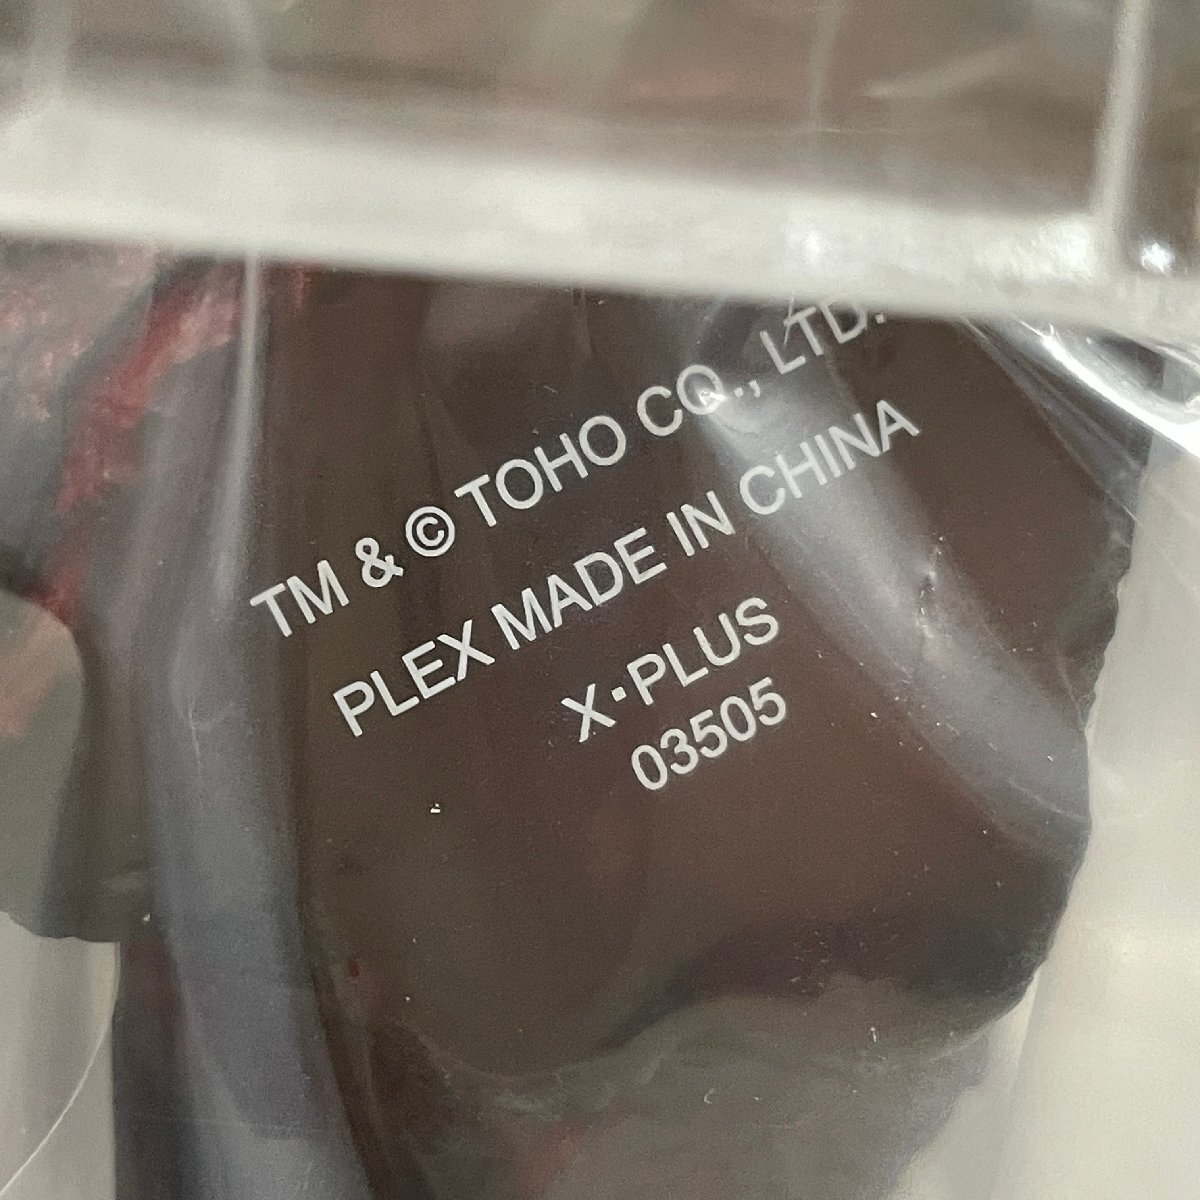 TM & © TOHO CO., LTD.
PLEX MADE IN CHINA
X·PLUS
03505